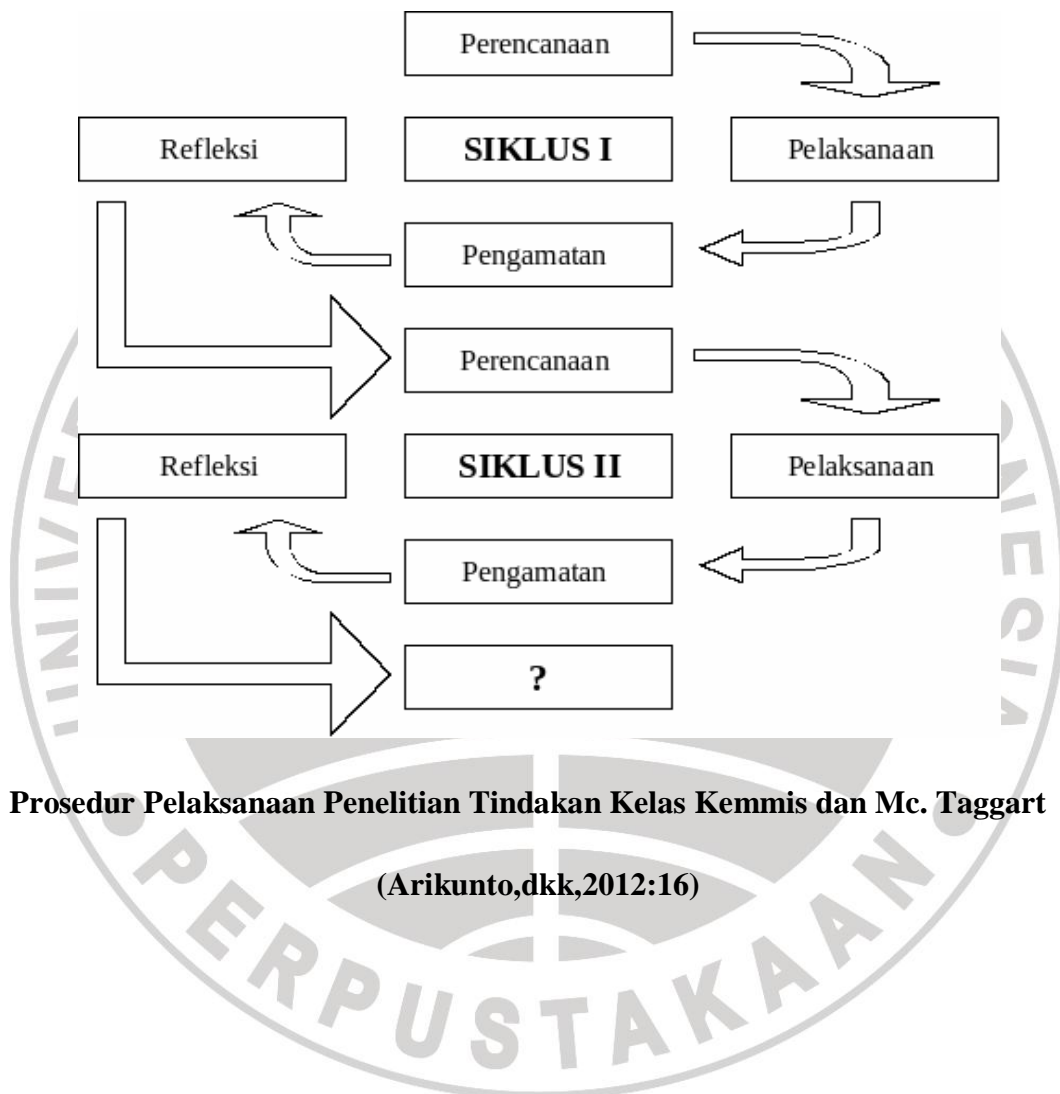 Perencanaan
Refleksi
SIKLUS I
Pelaksanaan
Pengamatan
Perencanaan
Refleksi
SIKLUS II
Pelaksanaan
Pengamatan
?
Prosedur Pelaksanaan Penelitian Tindakan Kelas Kemmis dan Mc. Taggart
(Arikunto,dkk,2012:16)
PERPUSTAKAAN